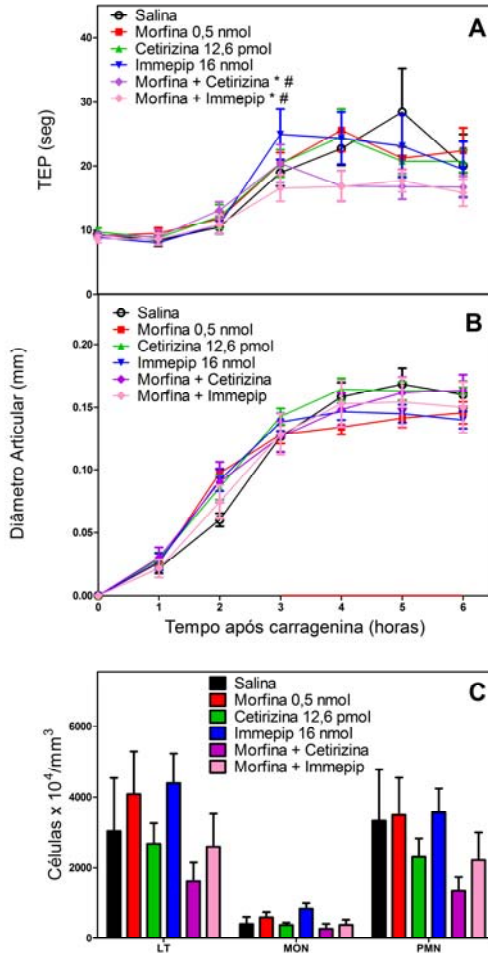 A
Salina
Morfina 0,5 nmol
Cetirizina 12,6 pmol
Immepip 16 nmol
Morfina + Cetirizina * #
Morfina + Immepip * #
TEP (seg)
40
30
20
10
0
B
Salina
Morfina 0,5 nmol
Cetirizina 12,6 pmol
Immepip 16 nmol
Morfina + Cetirizina
Morfina + Immepip
Diâmetro Articular (mm)
0.20
0.15
0.10
0.05
0.00
0 1 2 3 4 5 6
Tempo após carragenina (horas)
C
Salina
Morfina 0,5 nmol
Cetirizina 12,6 pmol
Immepip 16 nmol
Morfina + Cetirizina
Morfina + Immepip
Células x 10⁴/mm³
6000
4000
2000
0
LT MON PMN